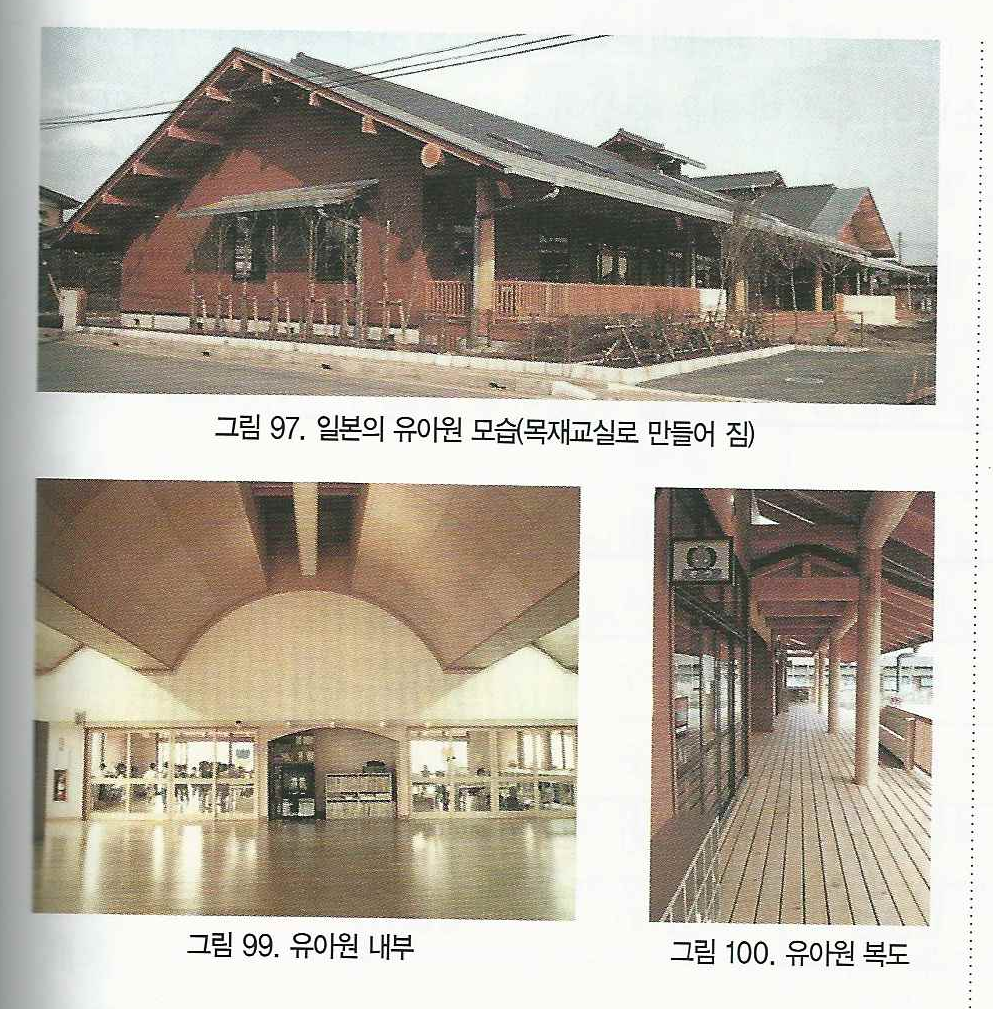 그림 97. 일본의 유아원 모습(목재교실로 만들어 짐)
그림 99. 유아원 내부
그림 100. 유아원 복도